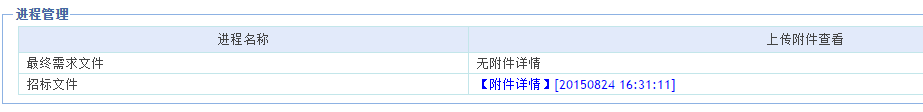 进程管理
进程名称 上传附件查看
最终需求文件 无附件详情
招标文件 【附件详情】[20150824 16:31:11]